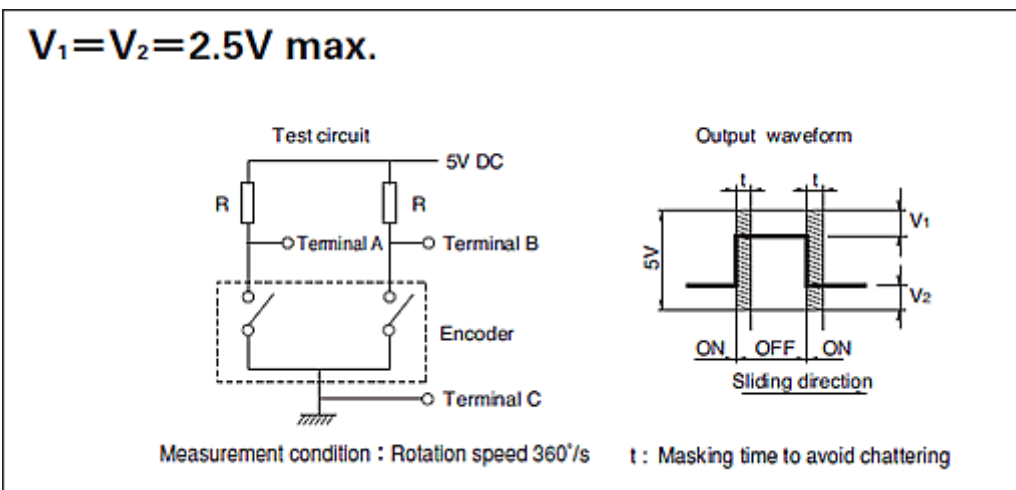 V₁=V₂=2.5V max.
Test circuit
5V DC
R
R
Terminal A
Terminal B
Encoder
Terminal C
Measurement condition : Rotation speed 360˚/s
Output waveform
t
t
V₁
5V
V₂
ON
OFF
ON
Sliding direction
t : Masking time to avoid chattering